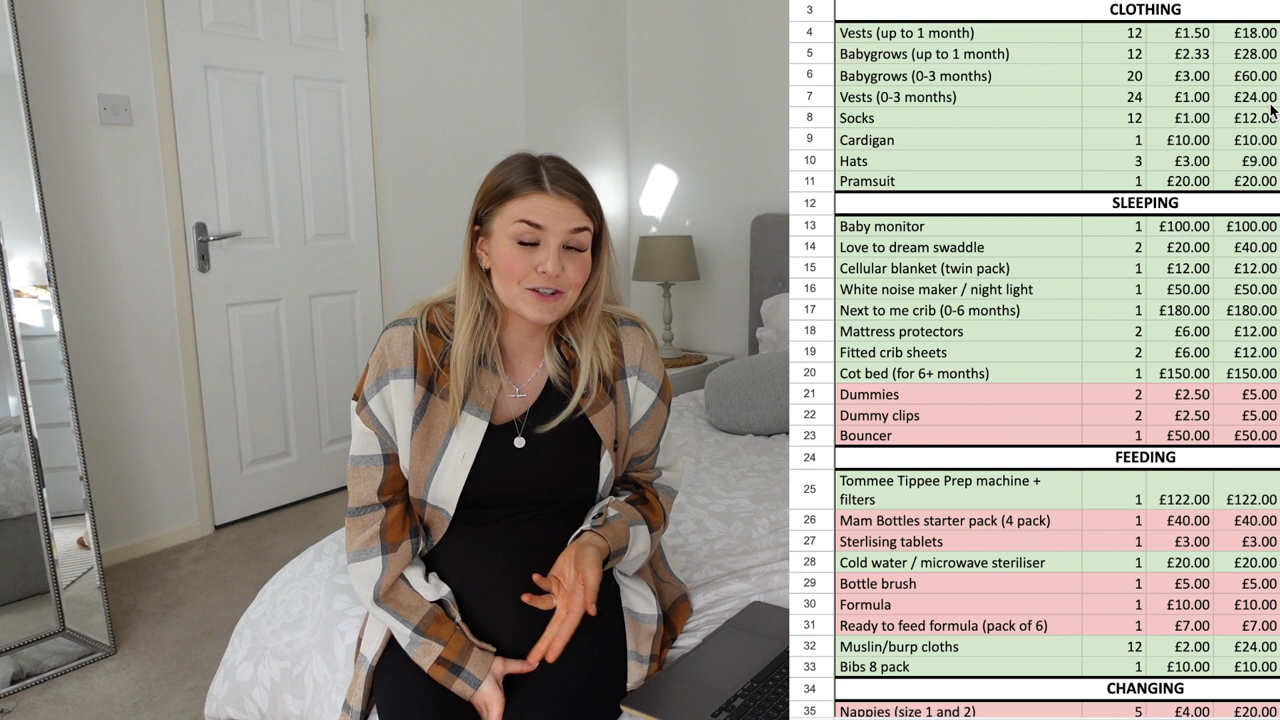 3 CLOTHING
4 Vests (up to 1 month) 12 £1.50 £18.00
5 Babygrows (up to 1 month) 12 £2.33 £28.00
6 Babygrows (0-3 months) 20 £3.00 £60.00
7 Vests (0-3 months) 24 £1.00 £24.00
8 Socks 12 £1.00 £12.00
9 Cardigan 1 £10.00 £10.00
10 Hats 3 £3.00 £9.00
11 Pramsuit 1 £20.00 £20.00
12 SLEEPING
13 Baby monitor 1 £100.00 £100.00
14 Love to dream swaddle 2 £20.00 £40.00
15 Cellular blanket (twin pack) 1 £12.00 £12.00
16 White noise maker / night light 1 £50.00 £50.00
17 Next to me crib (0-6 months) 1 £180.00 £180.00
18 Mattress protectors 2 £6.00 £12.00
19 Fitted crib sheets 2 £6.00 £12.00
20 Cot bed (for 6+ months) 1 £150.00 £150.00
21 Dummies 2 £2.50 £5.00
22 Dummy clips 2 £2.50 £5.00
23 Bouncer 1 £50.00 £50.00
24 FEEDING
Tommee Tippee Prep machine +
25 filters 1 £122.00 £122.00
26 Mam Bottles starter pack (4 pack) 1 £40.00 £40.00
27 Sterilising tablets 1 £3.00 £3.00
28 Cold water / microwave steriliser 1 £20.00 £20.00
29 Bottle brush 1 £5.00 £5.00
30 Formula 1 £10.00 £10.00
31 Ready to feed formula (pack of 6) 1 £7.00 £7.00
32 Muslin/burp cloths 12 £2.00 £24.00
33 Bibs 8 pack 1 £10.00 £10.00
34 CHANGING
35 Nappies (size 1 and 2) 5 £4.00 £20.00